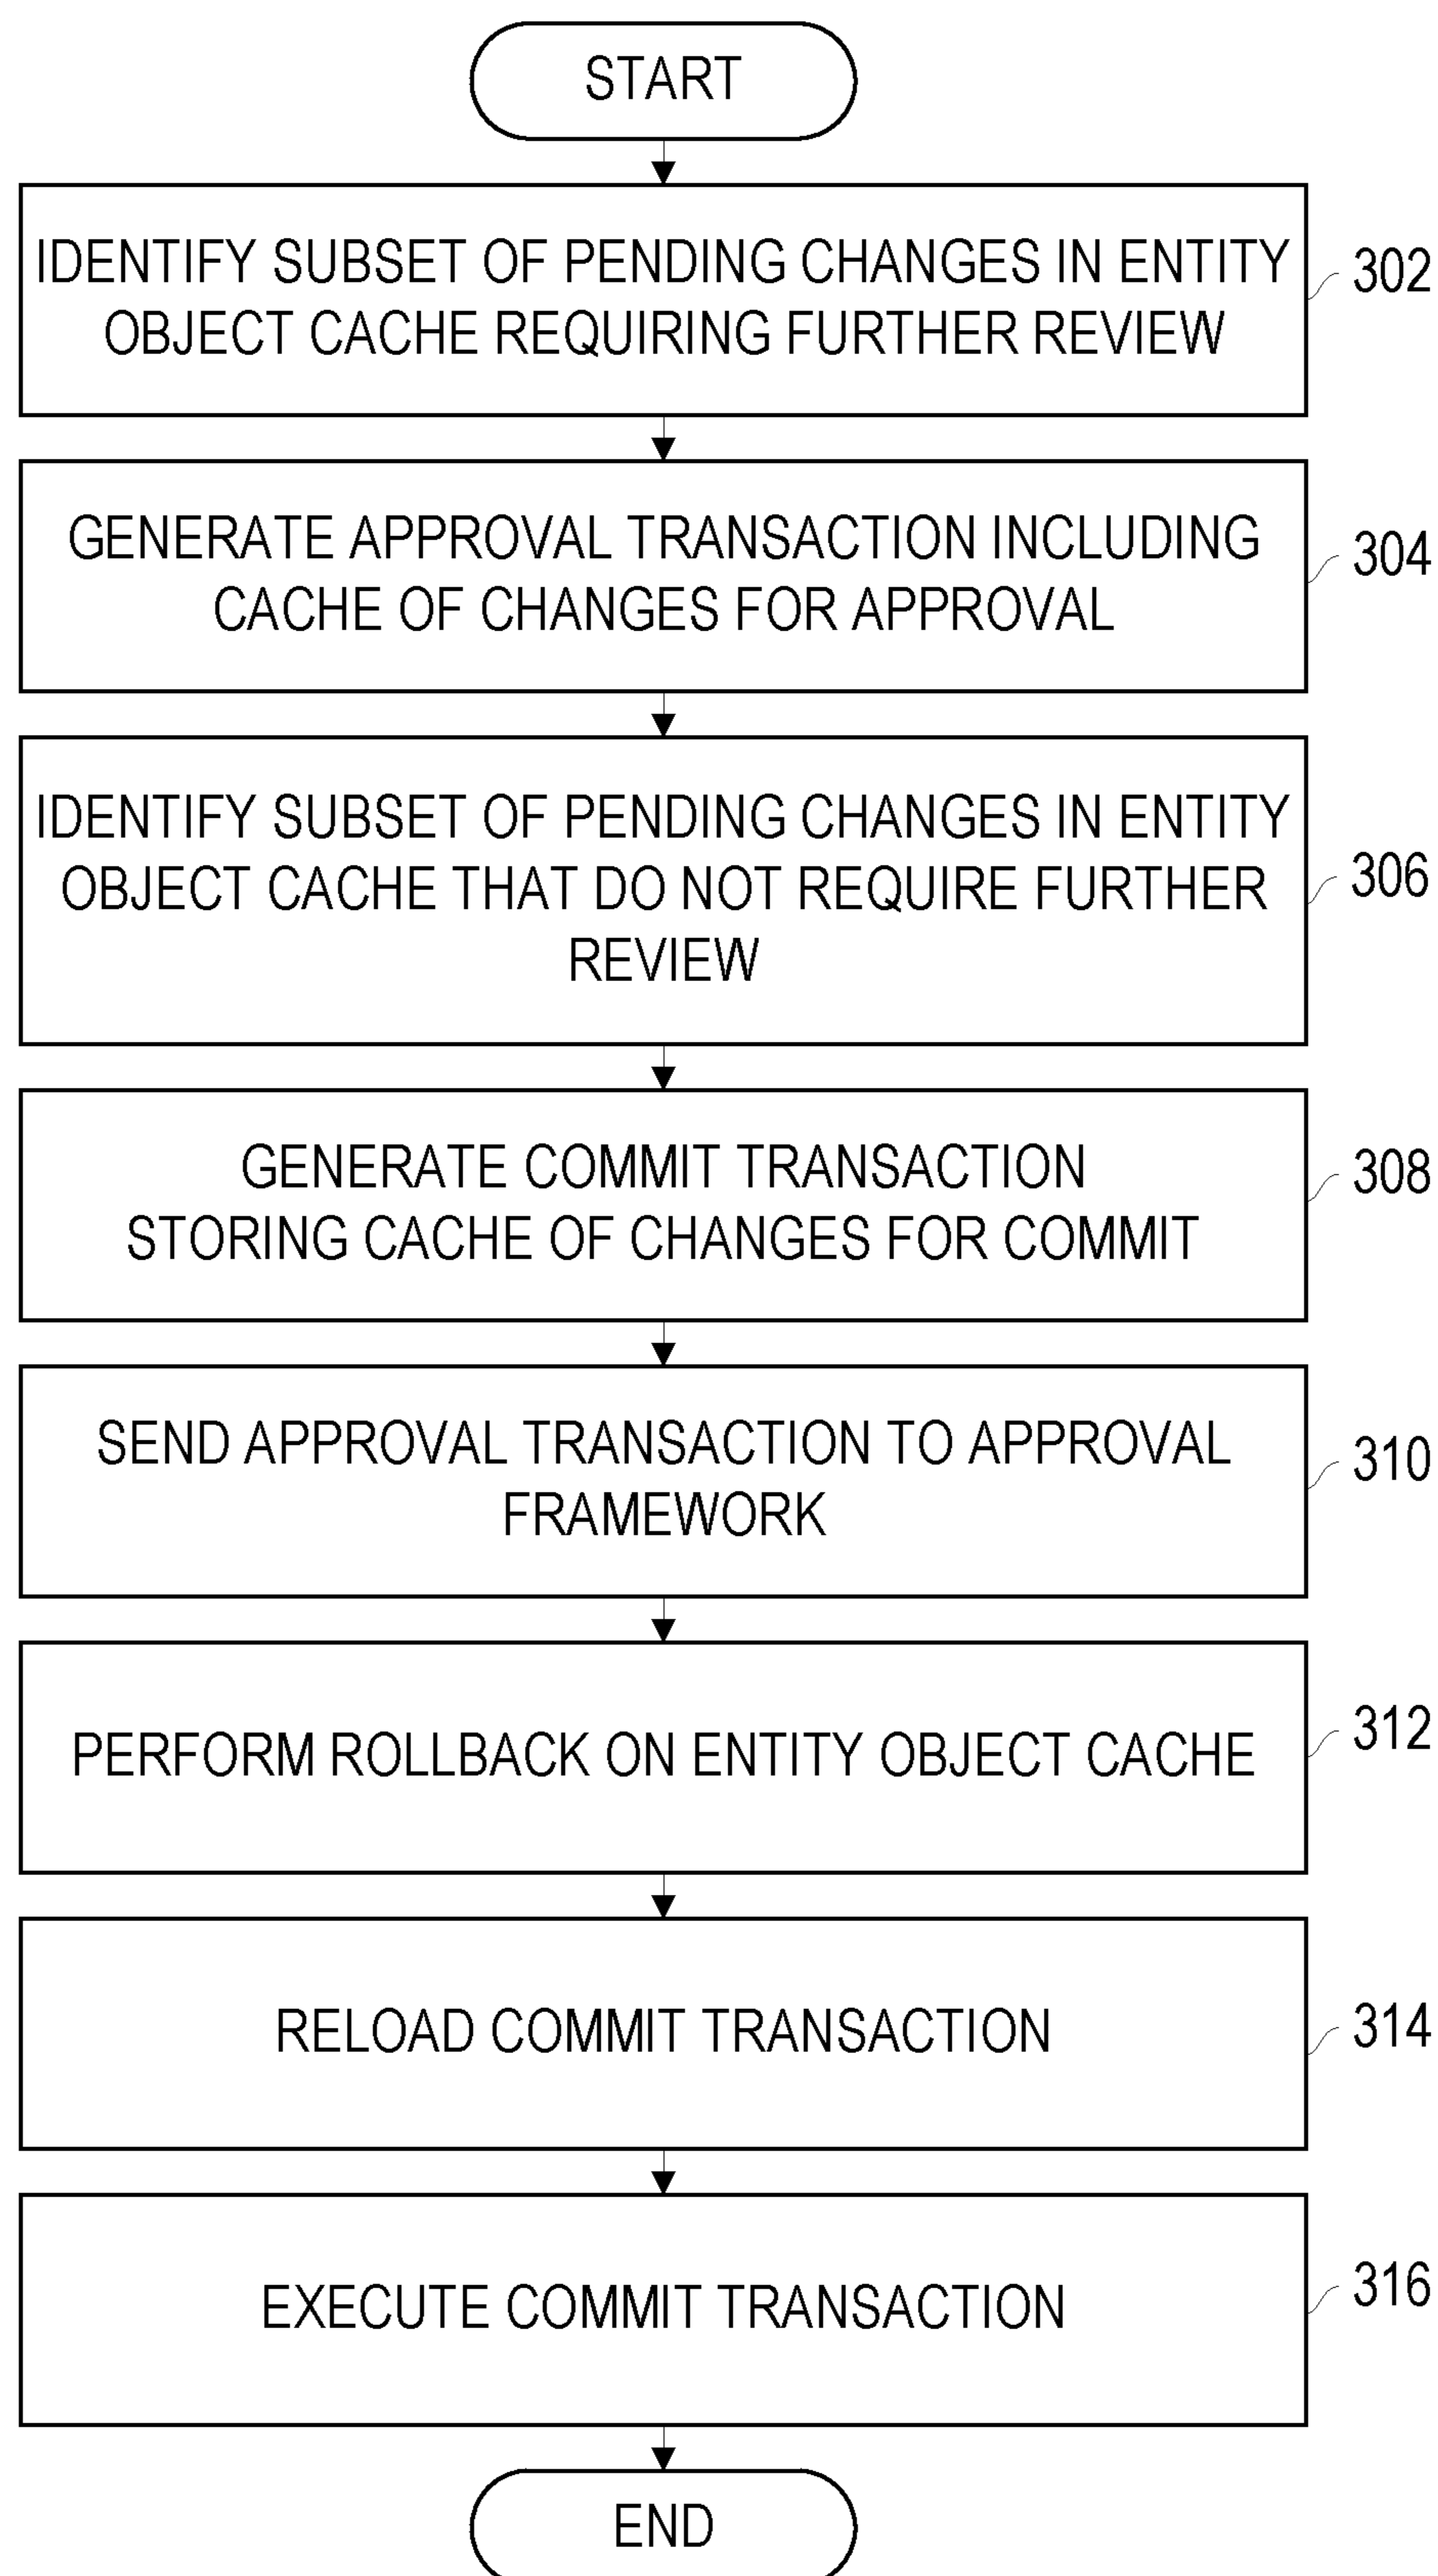 START
IDENTIFY SUBSET OF PENDING CHANGES IN ENTITY
OBJECT CACHE REQUIRING FURTHER REVIEW
302
GENERATE APPROVAL TRANSACTION INCLUDING
CACHE OF CHANGES FOR APPROVAL
304
IDENTIFY SUBSET OF PENDING CHANGES IN ENTITY
OBJECT CACHE THAT DO NOT REQUIRE FURTHER
REVIEW
306
GENERATE COMMIT TRANSACTION
STORING CACHE OF CHANGES FOR COMMIT
308
SEND APPROVAL TRANSACTION TO APPROVAL
FRAMEWORK
310
PERFORM ROLLBACK ON ENTITY OBJECT CACHE
312
RELOAD COMMIT TRANSACTION
314
EXECUTE COMMIT TRANSACTION
316
END